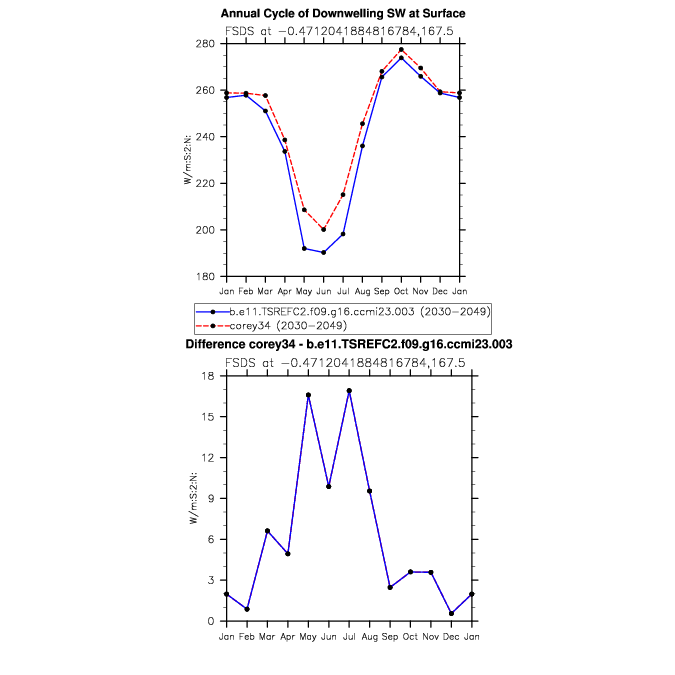 Annual Cycle of Downwelling SW at Surface
FSDS at −0.4712041884816784,167.5
280
260
240
220
200
180
W/m:S:2:N:
Jan Feb Mar Apr May Jun Jul Aug Sep Oct Nov Dec Jan
b.e11.TSREFC2.f09.g16.ccmi23.003 (2030−2049)
corey34 (2030−2049)
Difference corey34 - b.e11.TSREFC2.f09.g16.ccmi23.003
FSDS at −0.4712041884816784,167.5
18
15
12
9
6
3
0
W/m:S:2:N:
Jan Feb Mar Apr May Jun Jul Aug Sep Oct Nov Dec Jan